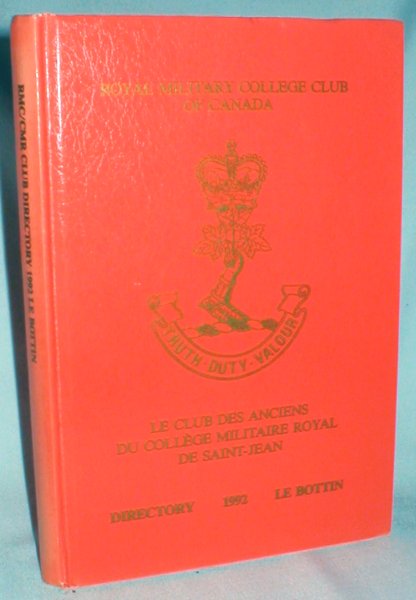 ROYAL MILITARY COLLEGE CLUB
OF CANADA
TRUTH · DUTY · VALOUR
LE CLUB DES ANCIENS
DU COLLÈGE MILITAIRE ROYAL
DE SAINT-JEAN
DIRECTORY 1992 LE BOTTIN
RMC/CMR CLUB DIRECTORY 1992 LE BOTTIN